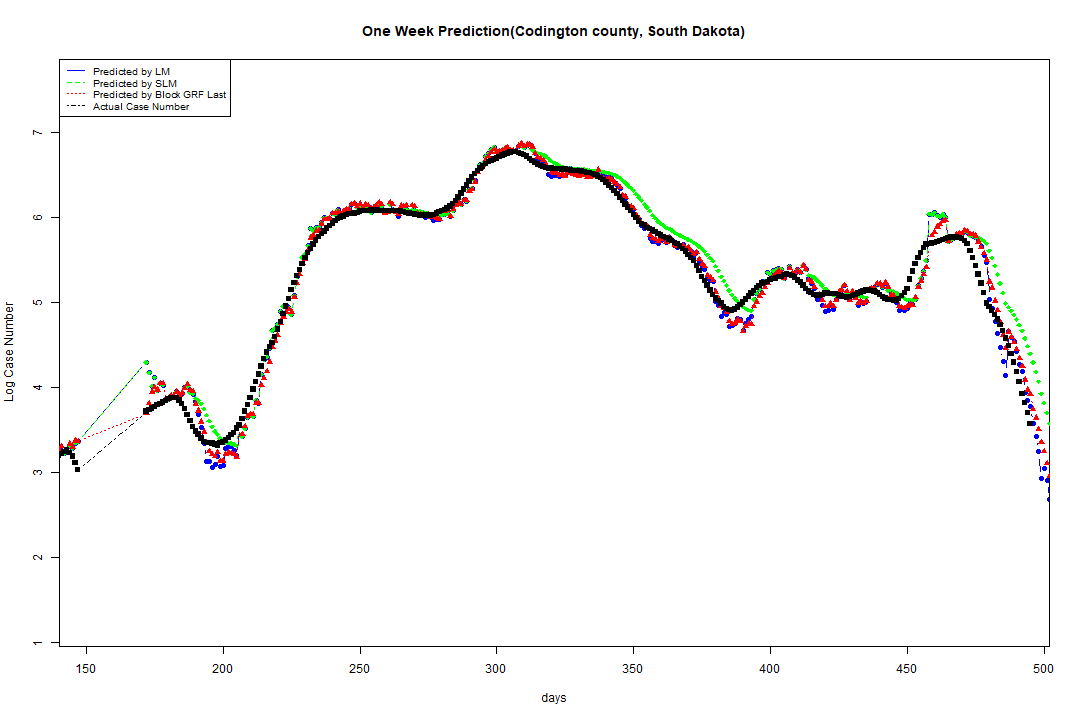 One Week Prediction(Codington county, South Dakota)
Predicted by LM
Predicted by SLM
Predicted by Block GRF Last
Actual Case Number
7
6
5
4
3
2
1
Log Case Number
150 200 250 300 350 400 450 500
days